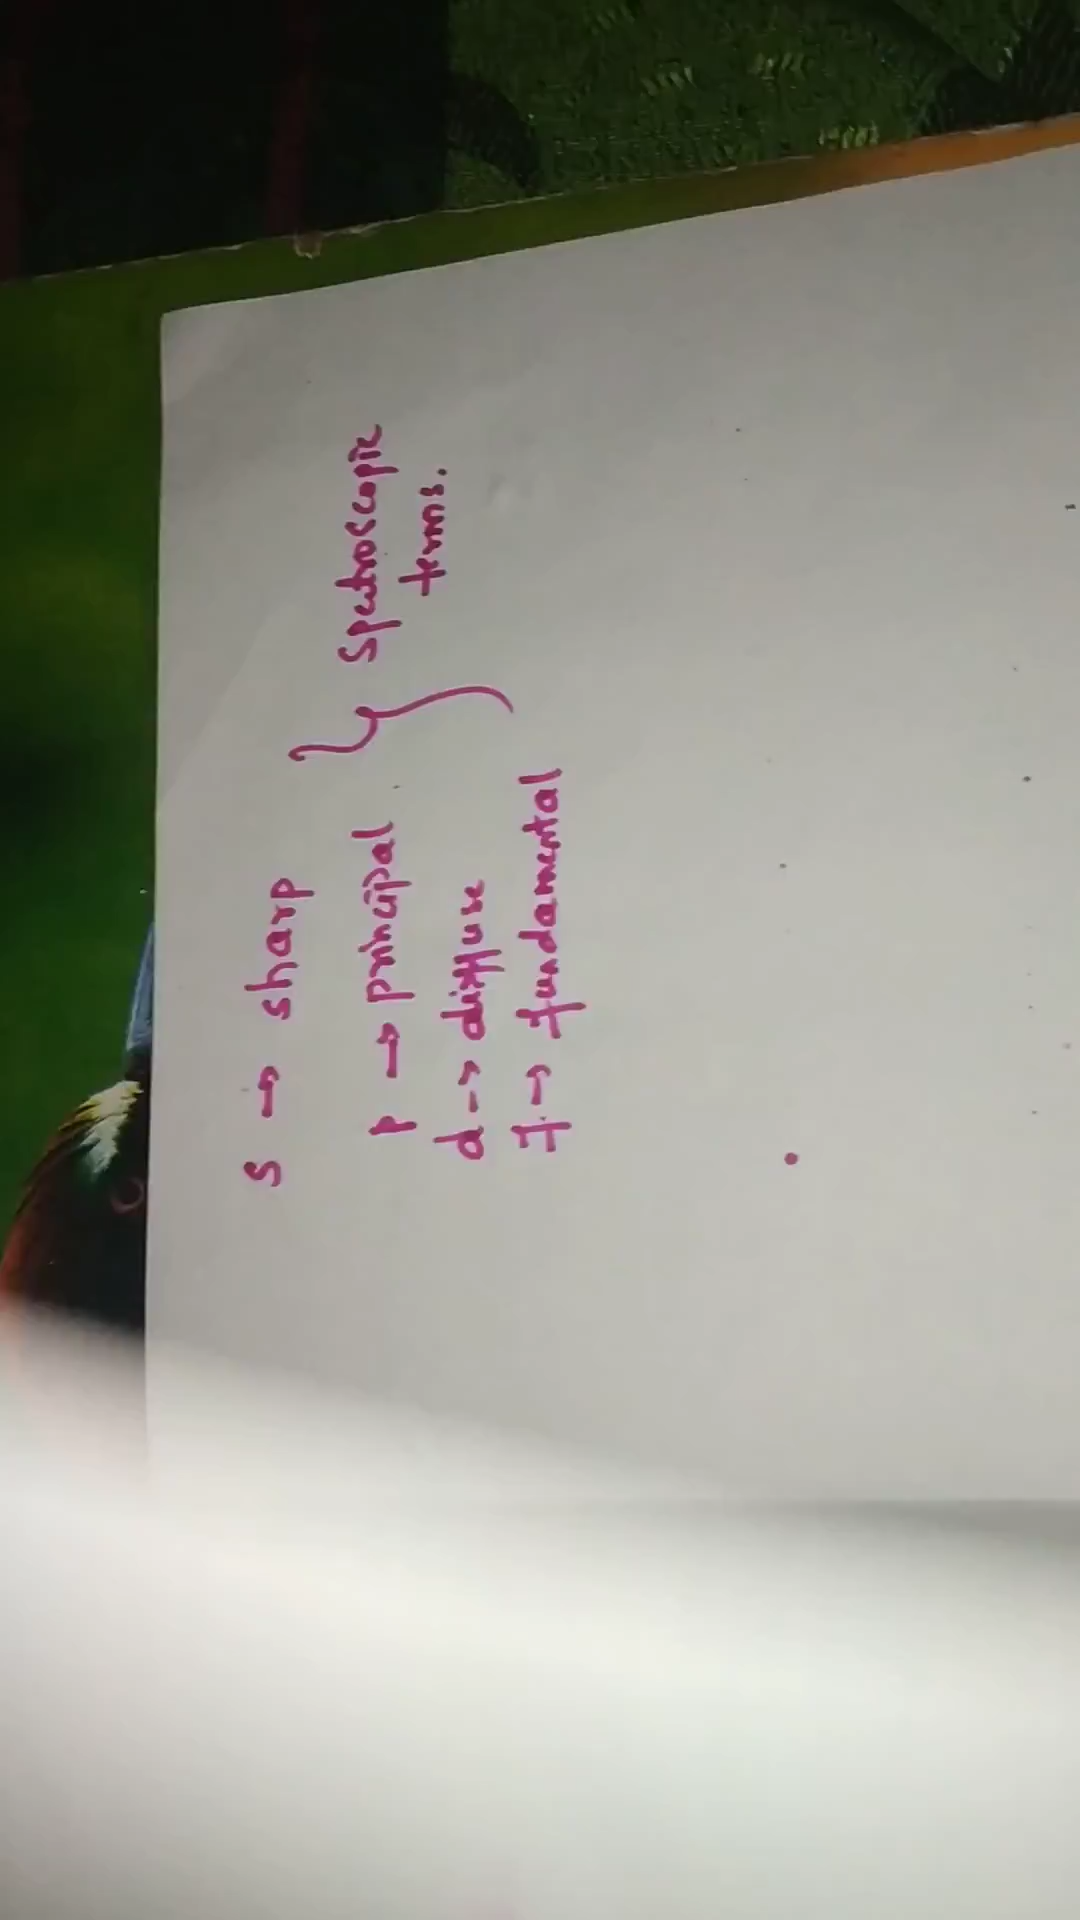 s → sharp
p → principal
d → diffuse
f → fundamental
} spectroscopic
terms.